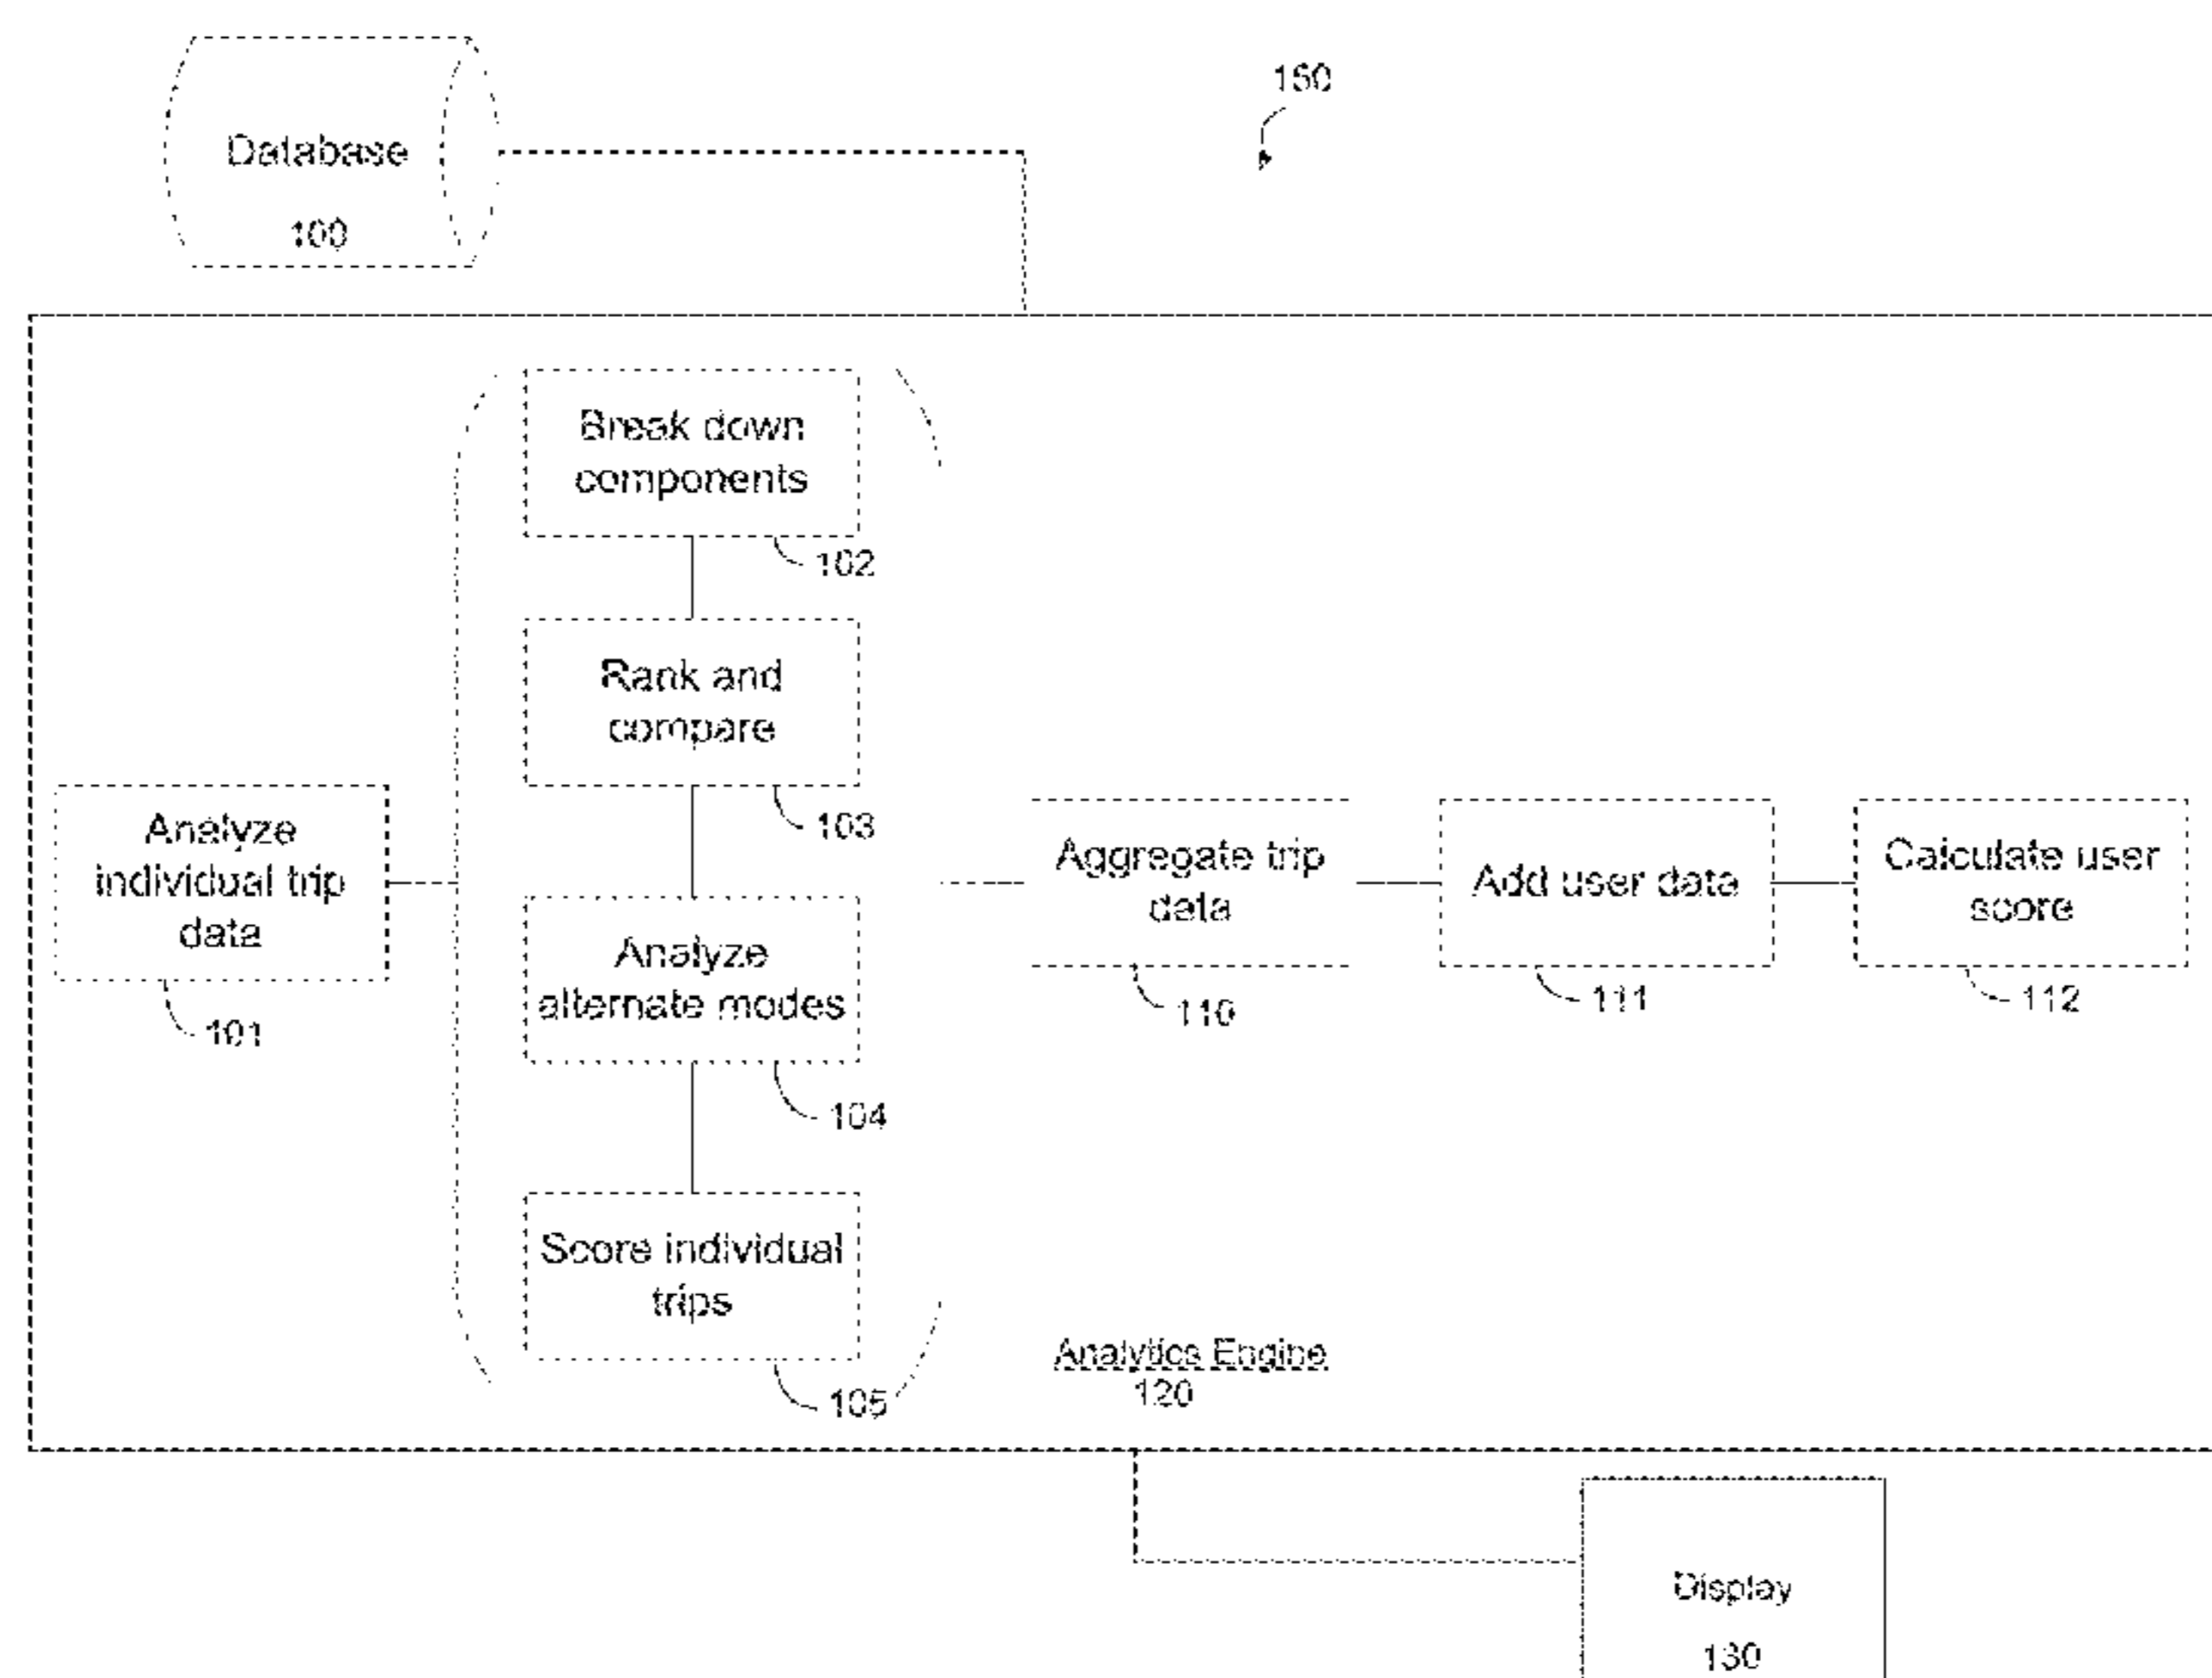 Database
100
150
Break down
components
102
Rank and
compare
103
Analyze
individual trip
data
101
Analyze
alternate modes
104
Score individual
trips
105
Aggregate trip
data
110
Add user data
111
Calculate user
score
112
Analytics Engine
120
Display
130